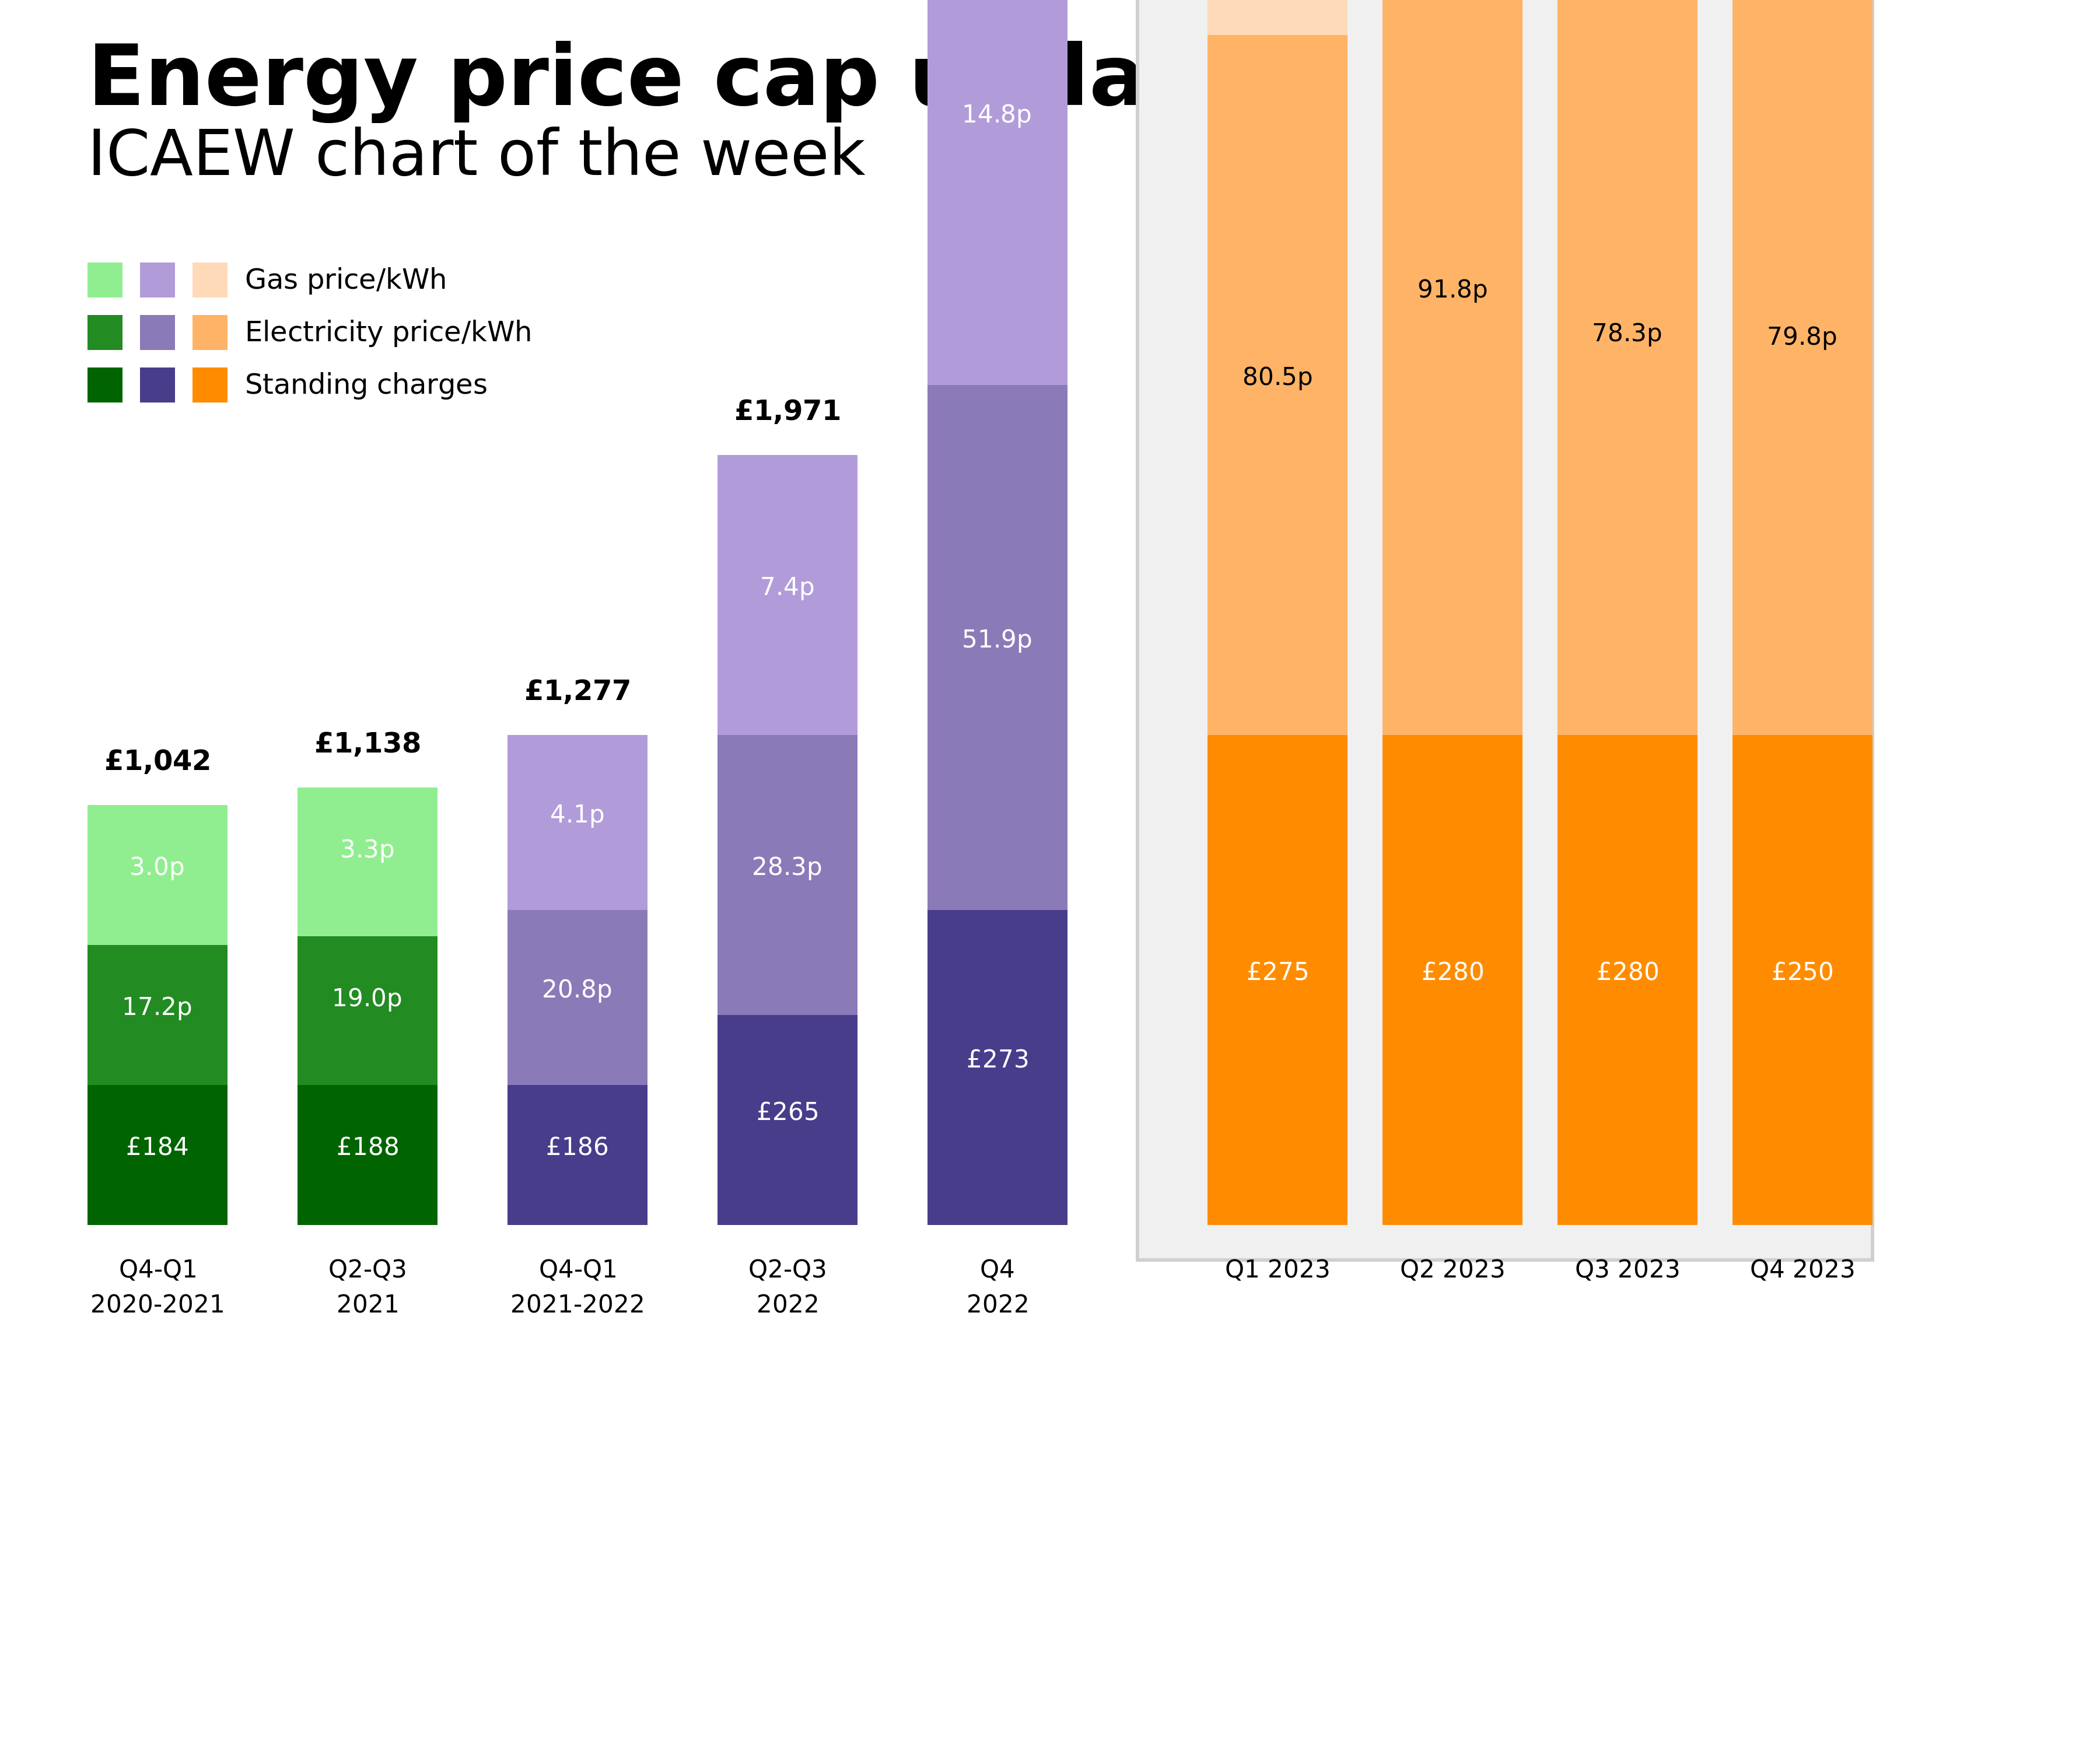 Energy price cap
ICAEW chart of the week
Gas price/kWh
Electricity price/kWh
Standing charges
£1,042
3.0p
17.2p
£184
Q4-Q1
2020-2021
£1,138
3.3p
19.0p
£188
Q2-Q3
2021
£1,277
4.1p
20.8p
£186
Q4-Q1
2021-2022
£1,971
7.4p
28.3p
£265
Q2-Q3
2022
14.8p
51.9p
£273
Q4
2022
80.5p
£275
Q1 2023
91.8p
£280
Q2 2023
78.3p
£280
Q3 2023
79.8p
£250
Q4 2023